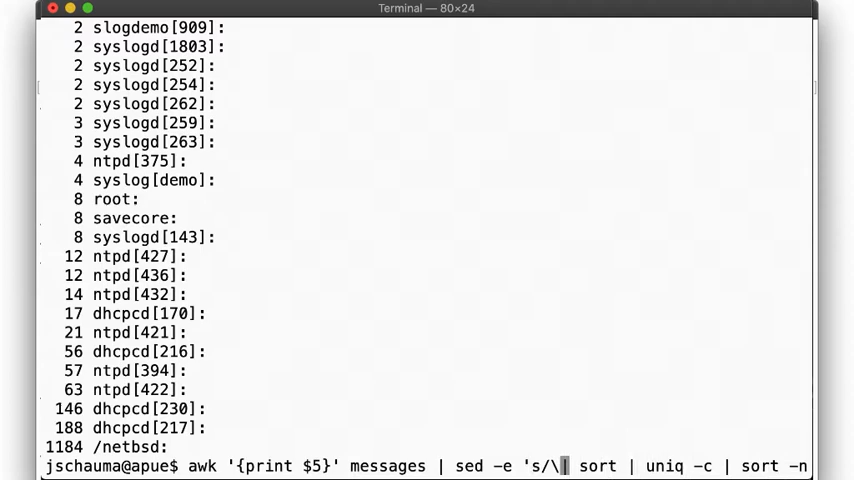 Terminal — 80×24
2 slogdemo[909]:
2 syslogd[1803]:
2 syslogd[252]:
2 syslogd[254]:
2 syslogd[262]:
3 syslogd[259]:
3 syslogd[263]:
4 ntpd[375]:
4 syslog[demo]:
8 root:
8 savecore:
8 syslogd[143]:
12 ntpd[427]:
12 ntpd[436]:
14 ntpd[432]:
17 dhcpcd[170]:
21 ntpd[421]:
56 dhcpcd[216]:
57 ntpd[394]:
63 ntpd[422]:
146 dhcpcd[230]:
188 dhcpcd[217]:
1184 /netbsd:
jschauma@apue$ awk '{print $5}' messages | sed -e 's/\| sort | uniq -c | sort -n